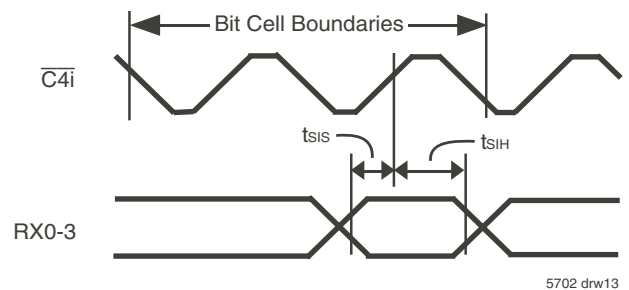 Bit Cell Boundaries
C4i
tSIS
tSIH
RX0-3
5702 drw13